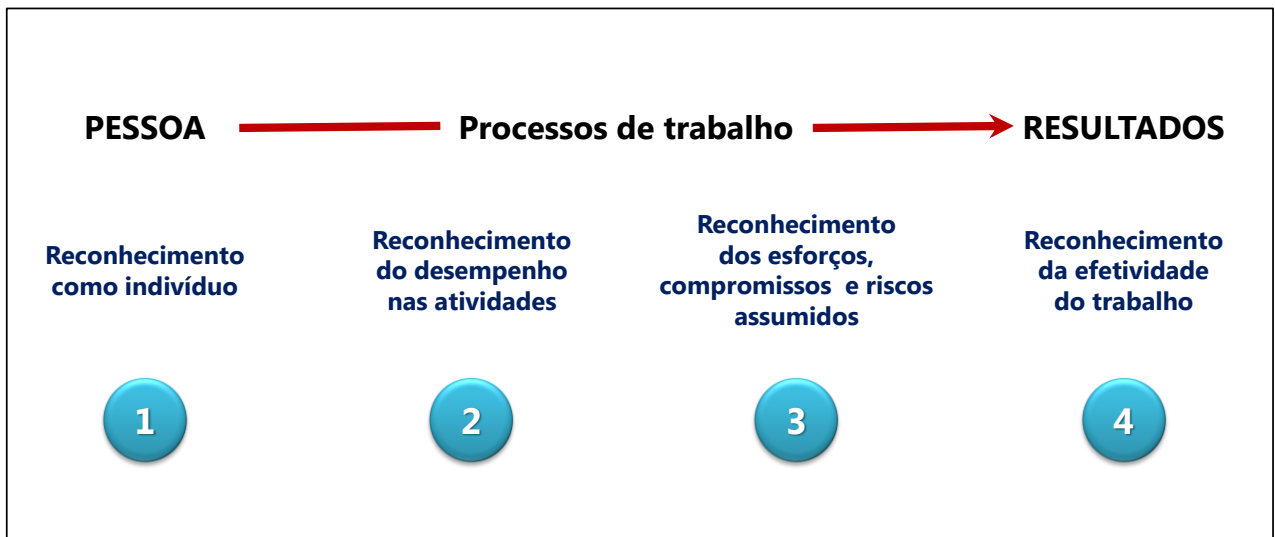 PESSOA
Processos de trabalho
RESULTADOS
Reconhecimento
como indivíduo
Reconhecimento
do desempenho
nas atividades
Reconhecimento
dos esforços,
compromissos e riscos
assumidos
Reconhecimento
da efetividade
do trabalho
1
2
3
4